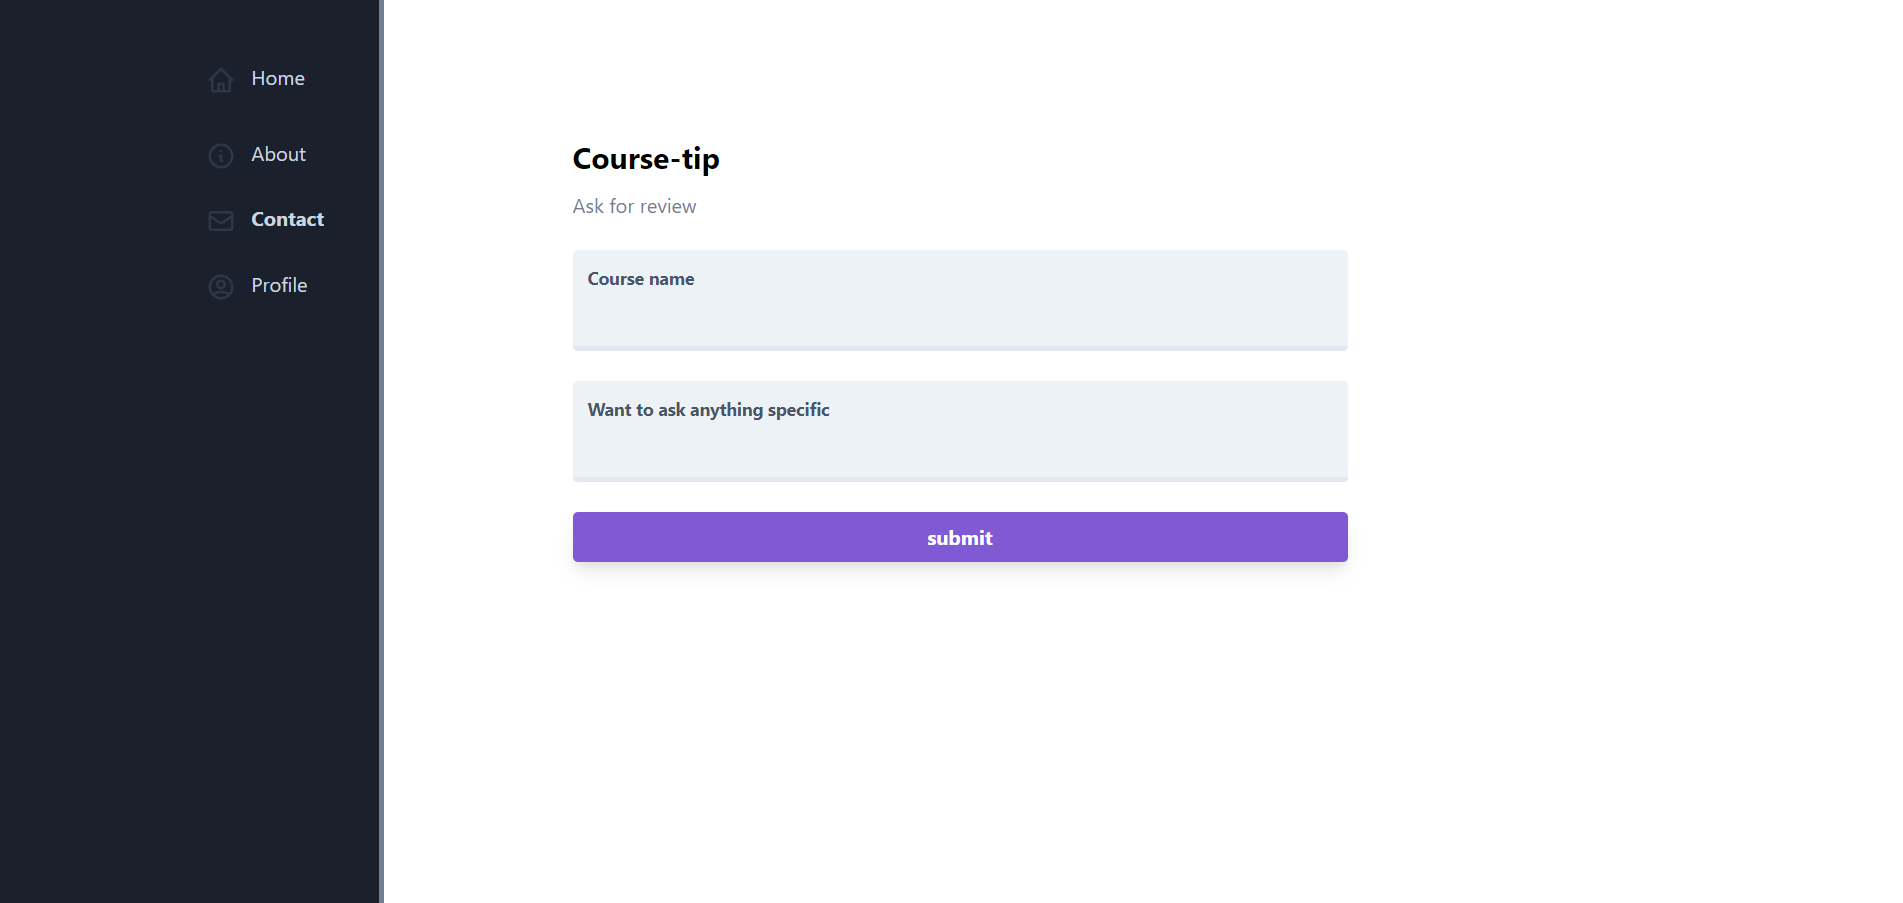 Home
About
Contact
Profile
Course-tip
Ask for review
Course name
Want to ask anything specific
submit